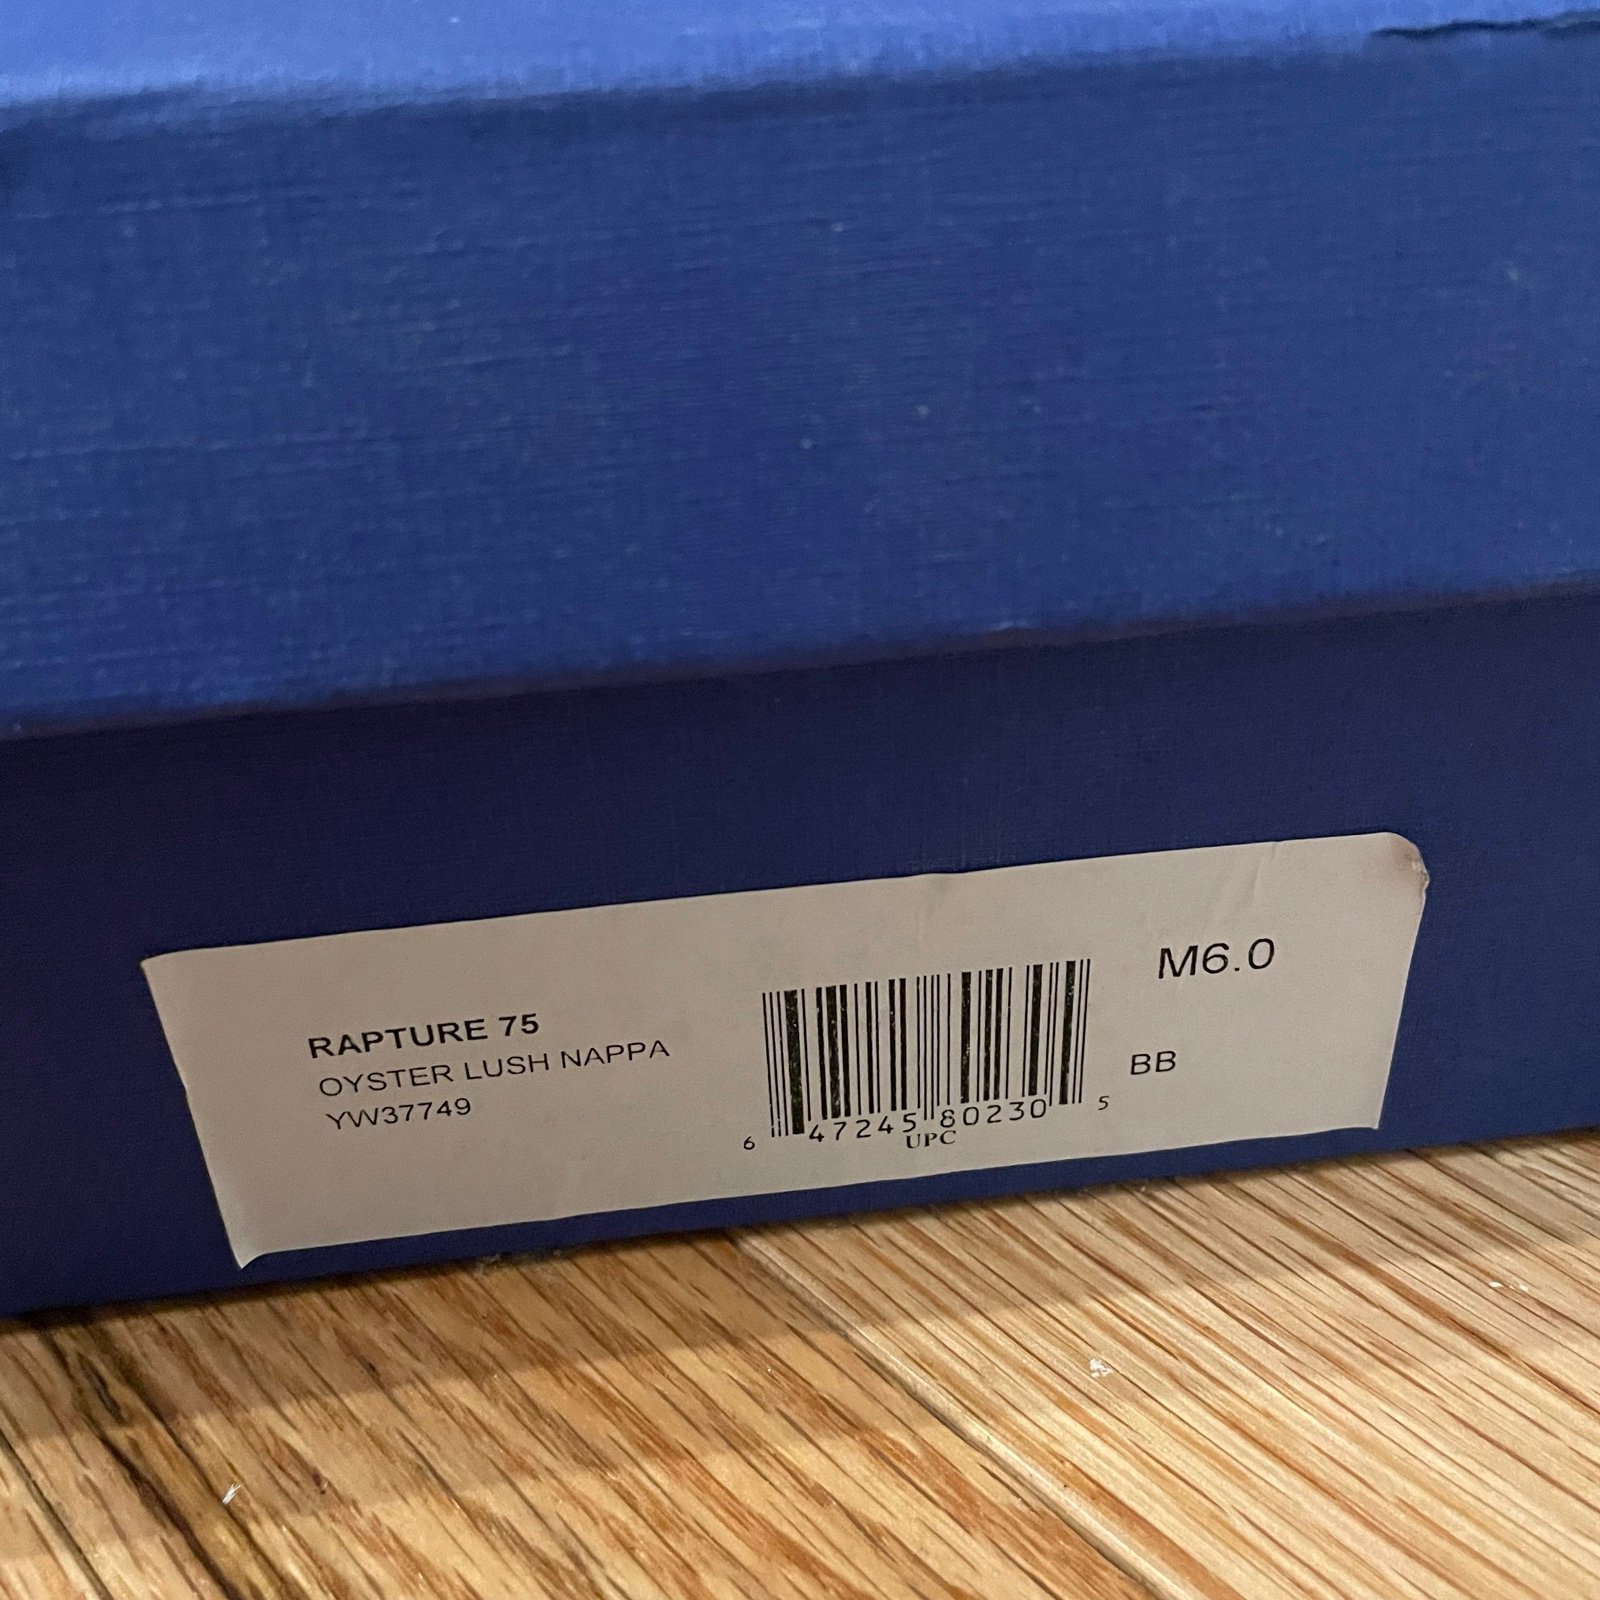 RAPTURE 75
OYSTER LUSH NAPPA
YW37749
6 47245 80230 5
UPC
M6.0
BB